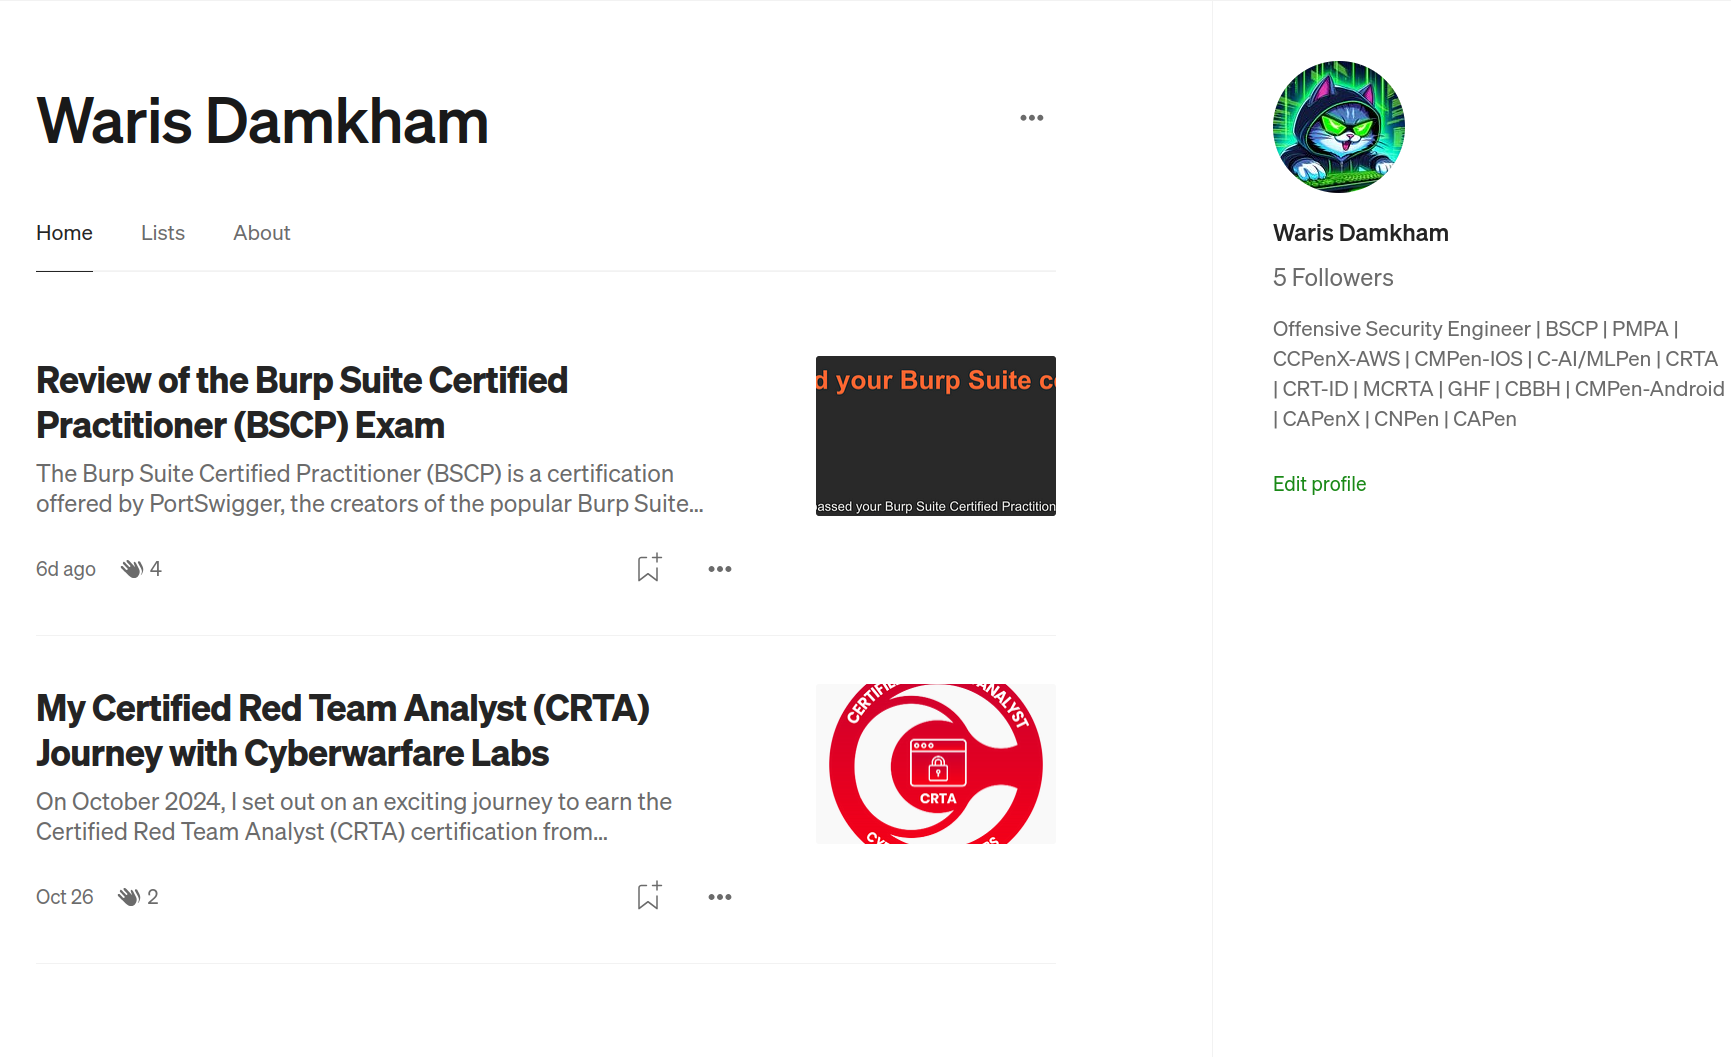 Waris Damkham
Home
Lists
About
Review of the Burp Suite Certified
Practitioner (BSCP) Exam
The Burp Suite Certified Practitioner (BSCP) is a certification
offered by PortSwigger, the creators of the popular Burp Suite...
6d ago
4
d your Burp Suite c
assed your Burp Suite Certified Practition
My Certified Red Team Analyst (CRTA)
Journey with Cyberwarfare Labs
On October 2024, I set out on an exciting journey to earn the
Certified Red Team Analyst (CRTA) certification from...
Oct 26
2
ANALYST
CRTA
Waris Damkham
5 Followers
Offensive Security Engineer | BSCP | PMPA |
CCPenX-AWS | CMPen-IOS | C-AI/MLPen | CRTA
| CRT-ID | MCRTA | GHF | CBBH | CMPen-Android
| CAPenX | CNPen | CAPen
Edit profile